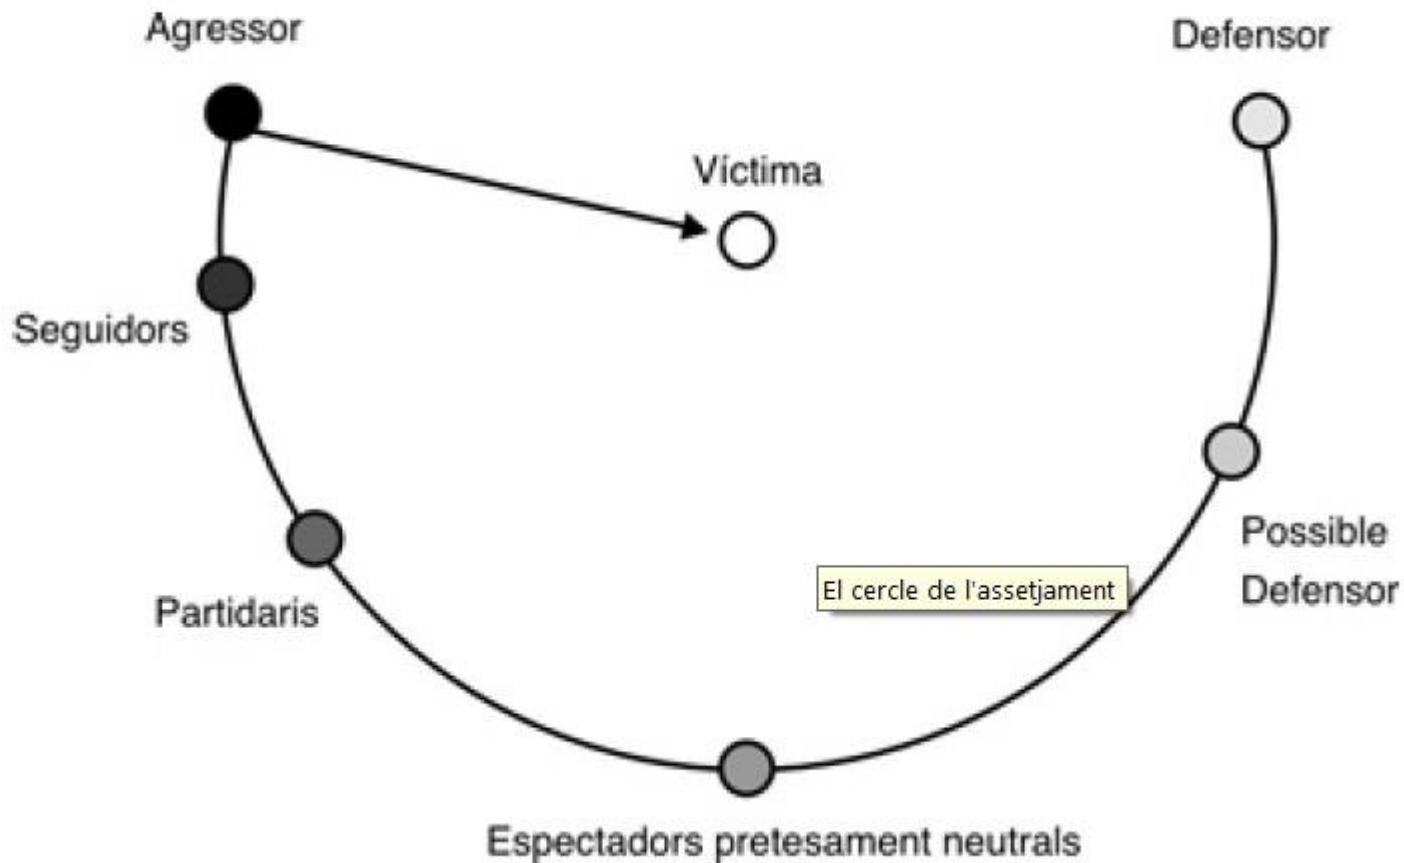 Agressor
Defensor
Víctima
Seguidors
Possible
Defensor
El cercle de l'assetjament
Partidaris
Espectadors pretesament neutrals